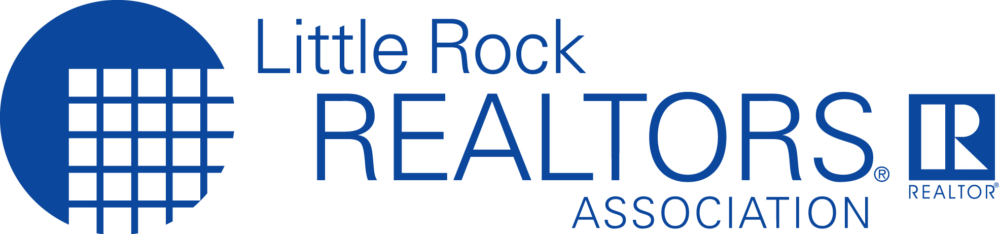 Little Rock
REALTORS®
ASSOCIATION
R
REALTOR®